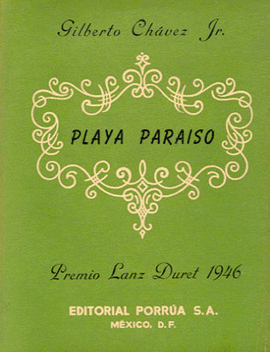 Gilberto Chávez Jr.
PLAYA PARAISO
Premio Lanz Duret 1946
EDITORIAL PORRÚA S.A.
MÉXICO, D.F.